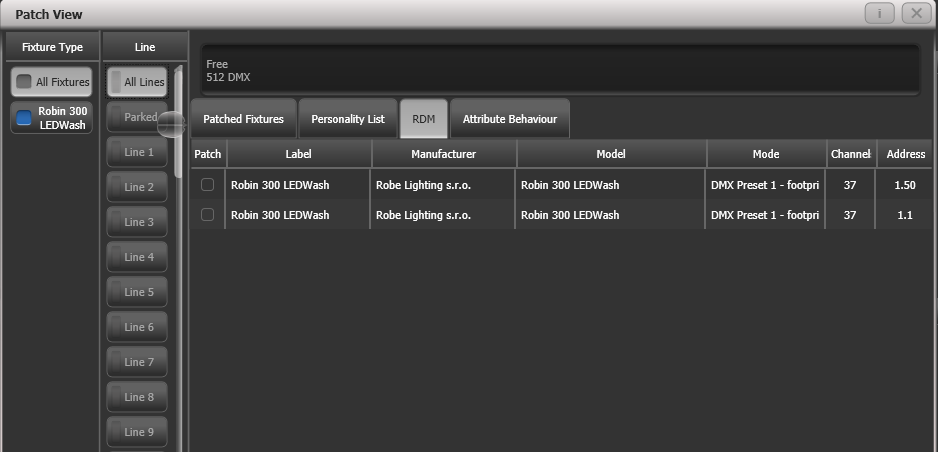 Patch View
i
Fixture Type
Line
All Fixtures
Robin 300
LEDWash
All Lines
Parked
Line 1
Line 2
Line 3
Line 4
Line 5
Line 6
Line 7
Line 8
Line 9
Free
512 DMX
Patched Fixtures
Personality List
RDM
Attribute Behaviour
Patch Label Manufacturer Model Mode Channel Address
Robin 300 LEDWash Robe Lighting s.r.o. Robin 300 LEDWash DMX Preset 1 - footpri 37 1.50
Robin 300 LEDWash Robe Lighting s.r.o. Robin 300 LEDWash DMX Preset 1 - footpri 37 1.1